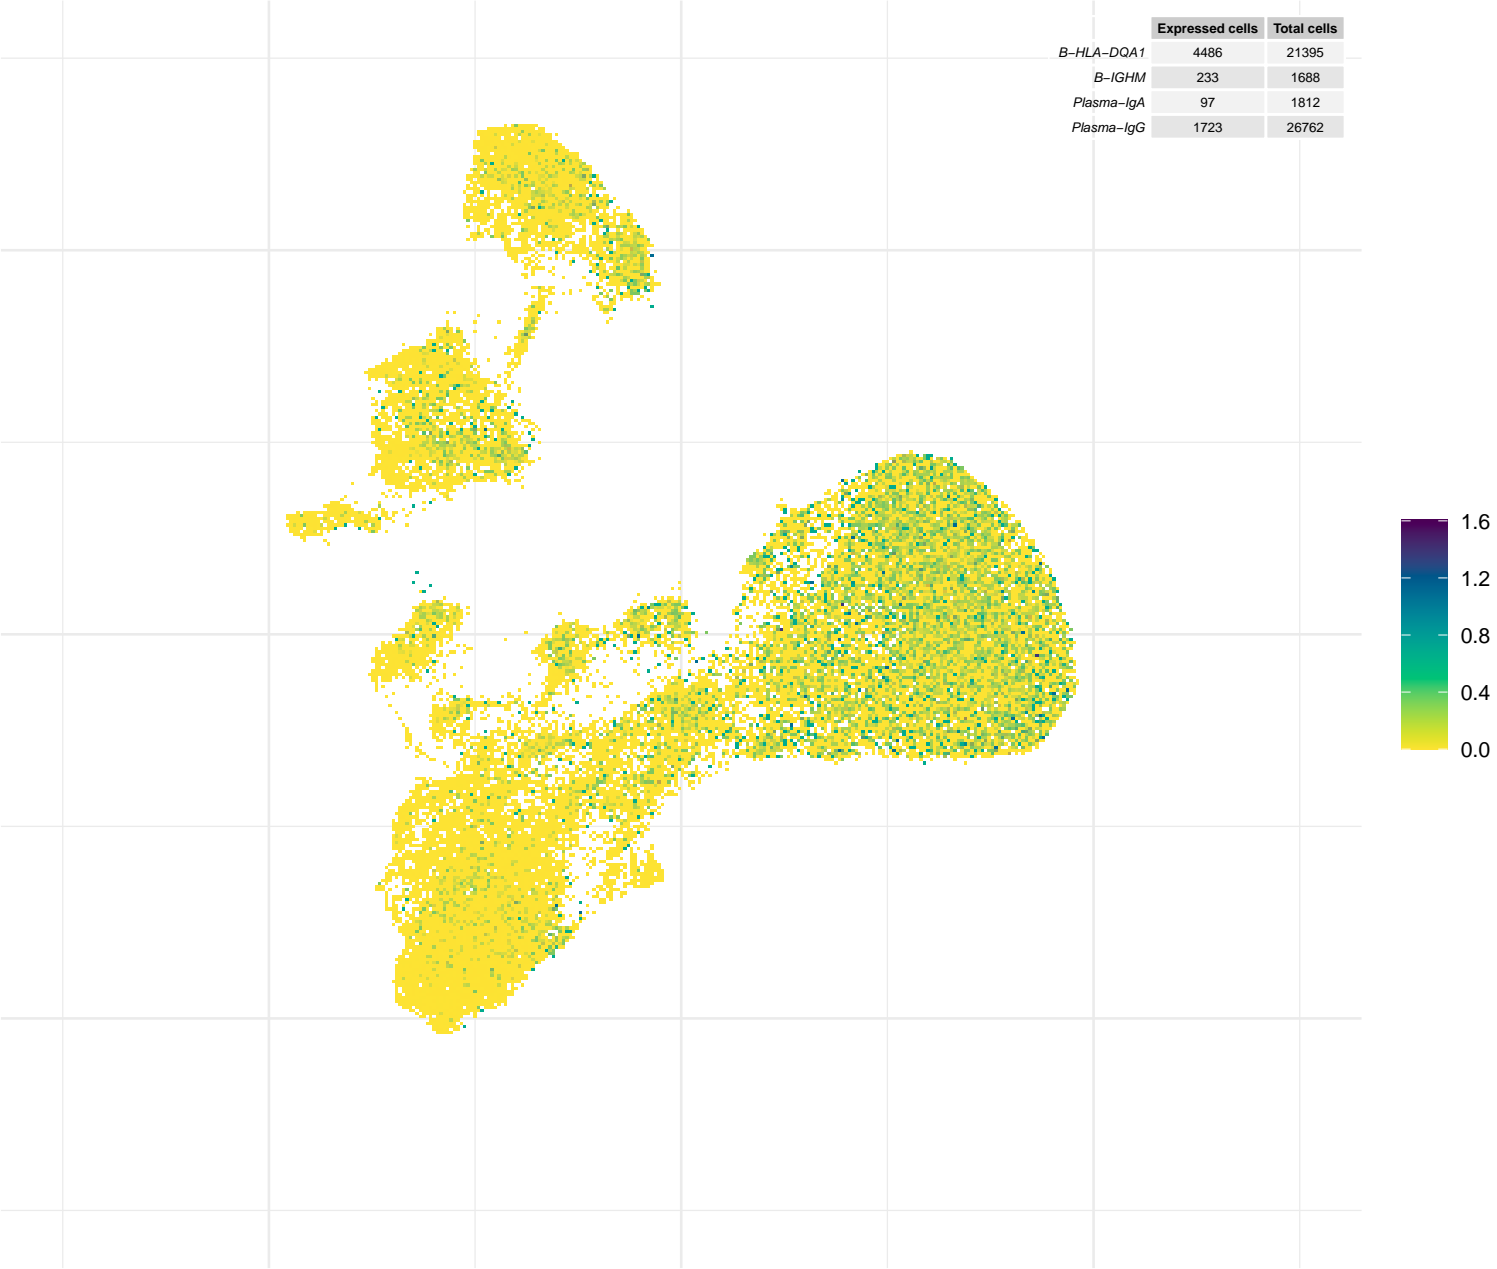 Expressed cells Total cells
B−HLA−DQA1 4486 21395
B−IGHM 233 1688
Plasma−IgA 97 1812
Plasma−IgG 1723 26762
1.6
1.2
0.8
0.4
0.0